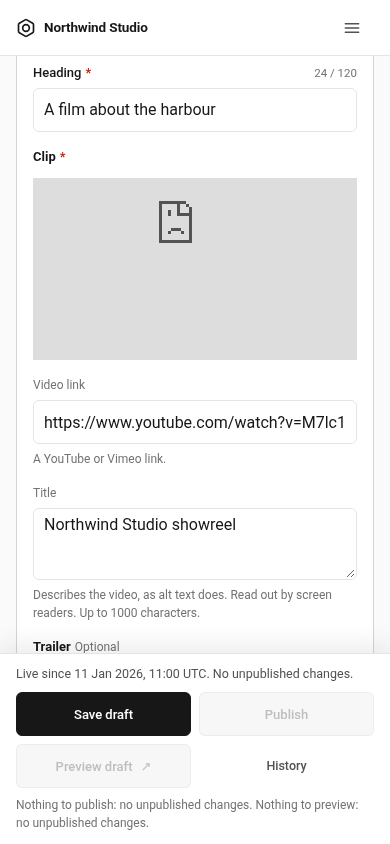 Northwind Studio
Heading *
24 / 120
A film about the harbour
Clip *
Video link
https://www.youtube.com/watch?v=M7lc1
A YouTube or Vimeo link.
Title
Northwind Studio showreel
Describes the video, as alt text does. Read out by screen
readers. Up to 1000 characters.
Trailer Optional
Live since 11 Jan 2026, 11:00 UTC. No unpublished changes.
Save draft
Publish
Preview draft ↗
History
Nothing to publish: no unpublished changes. Nothing to preview:
no unpublished changes.